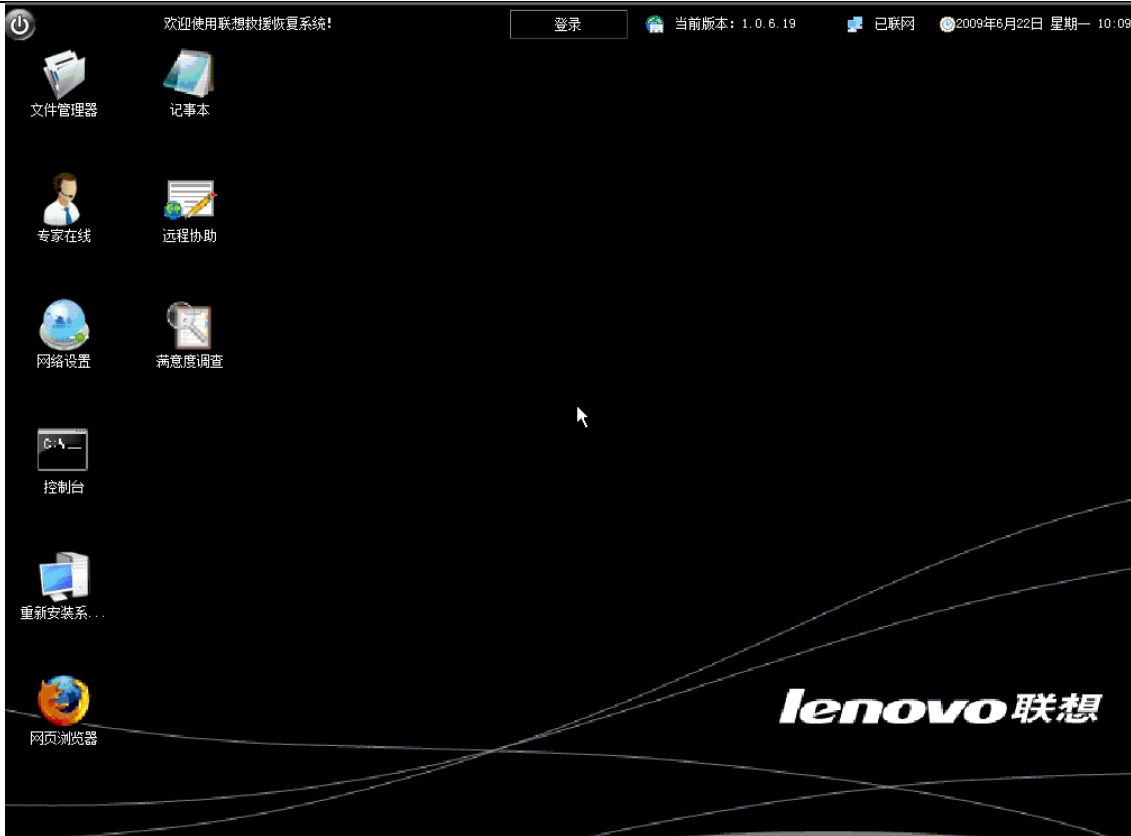 欢迎使用联想救援恢复系统!
登录
当前版本: 1.0.6.19
已联网
2009年6月22日 星期一 10:09
文件管理器
记事本
专家在线
远程协助
网络设置
满意度调查
C:\
控制台
重新安装系...
网页浏览器
lenovo联想